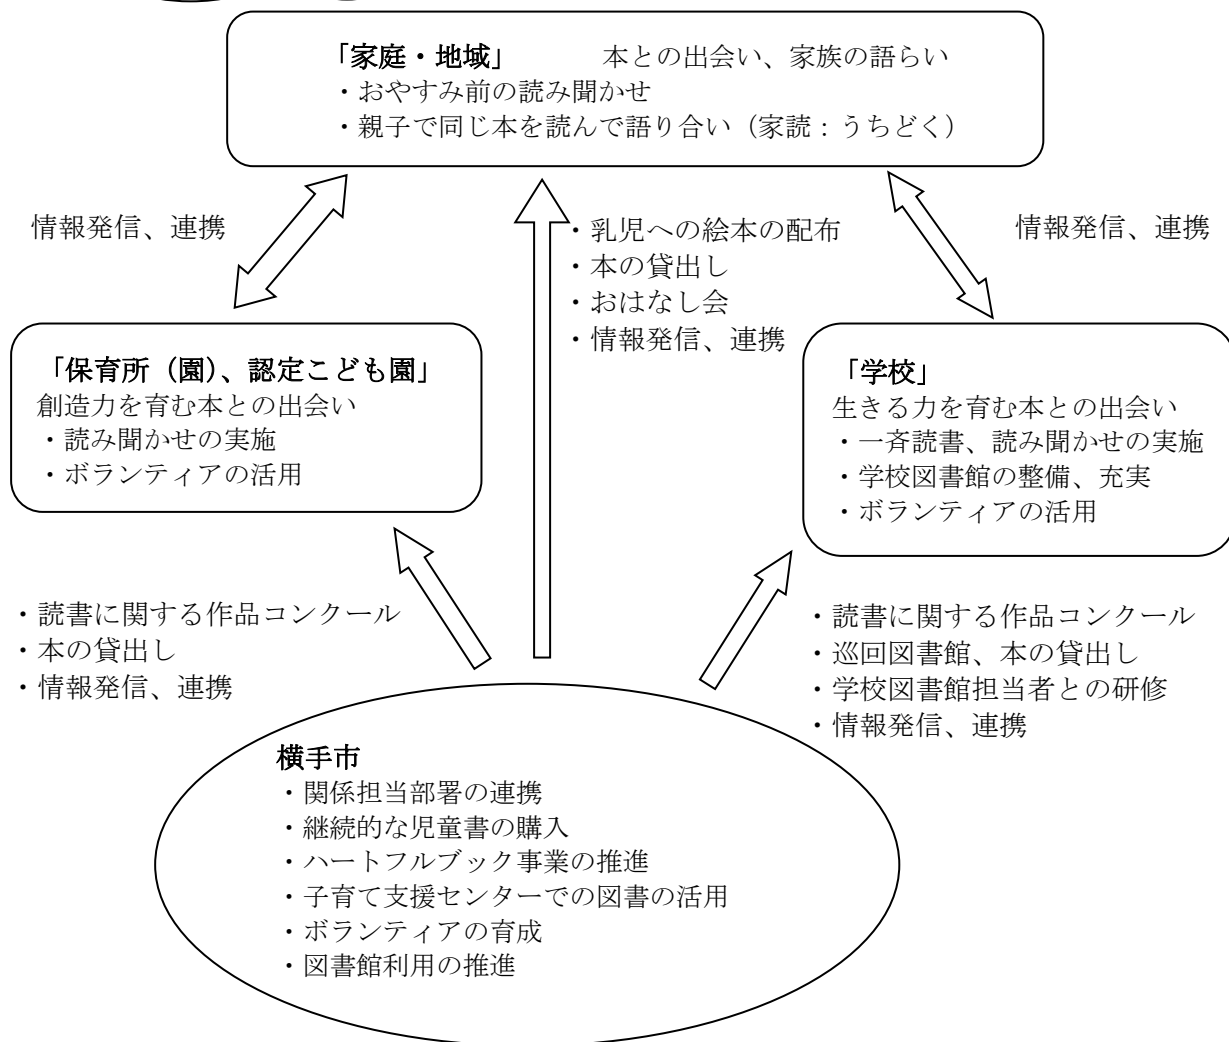 「家庭・地域」　本との出会い、家族の語らい
・おやすみ前の読み聞かせ
・親子で同じ本を読んで語り合い（家読：うちどく）
情報発信、連携
・乳児への絵本の配布
・本の貸出し
・おはなし会
・情報発信、連携
情報発信、連携
「保育所（園）、認定こども園」
創造力を育む本との出会い
・読み聞かせの実施
・ボランティアの活用
「学校」
生きる力を育む本との出会い
・一斉読書、読み聞かせの実施
・学校図書館の整備、充実
・ボランティアの活用
・読書に関する作品コンクール
・本の貸出し
・情報発信、連携
・読書に関する作品コンクール
・巡回図書館、本の貸出し
・学校図書館担当者との研修
・情報発信、連携
横手市
・関係担当部署の連携
・継続的な児童書の購入
・ハートフルブック事業の推進
・子育て支援センターでの図書の活用
・ボランティアの育成
・図書館利用の推進